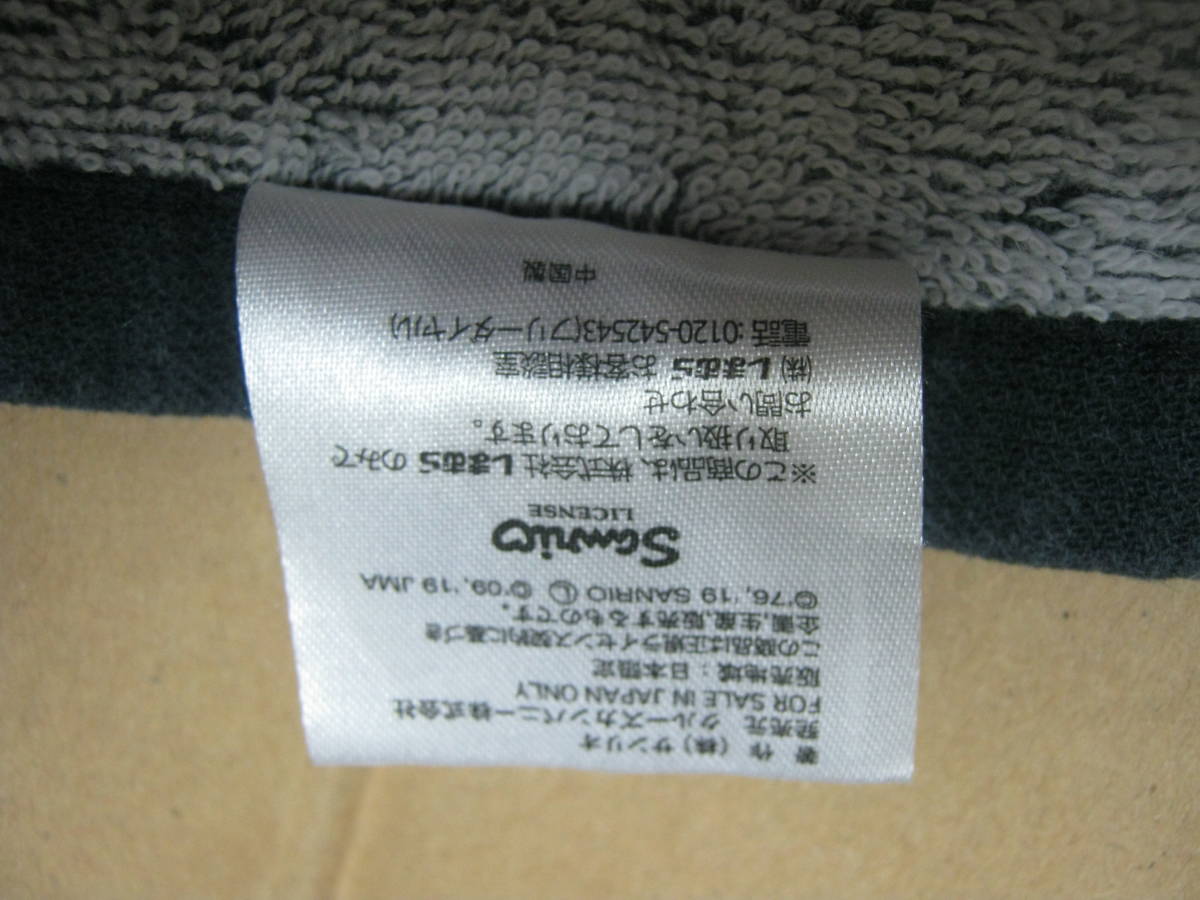 著 作 (株) サンリオ
発売元 クルーズカンパニー株式会社
FOR SALE IN JAPAN ONLY
販売地域：日本限定
この商品は正規ライセンス契約に基づき
企画,生産,販売するものです。
©'76, '19 SANRIO Ⓛ ©'09, '19 JMA
Sanrio
LICENSE
※この商品は、株式会社 しまむら のみで
取り扱いをしております。
お問い合わせ
(株) しまむら お客様相談室
電話:0120-542543(フリーダイヤル)
中国製